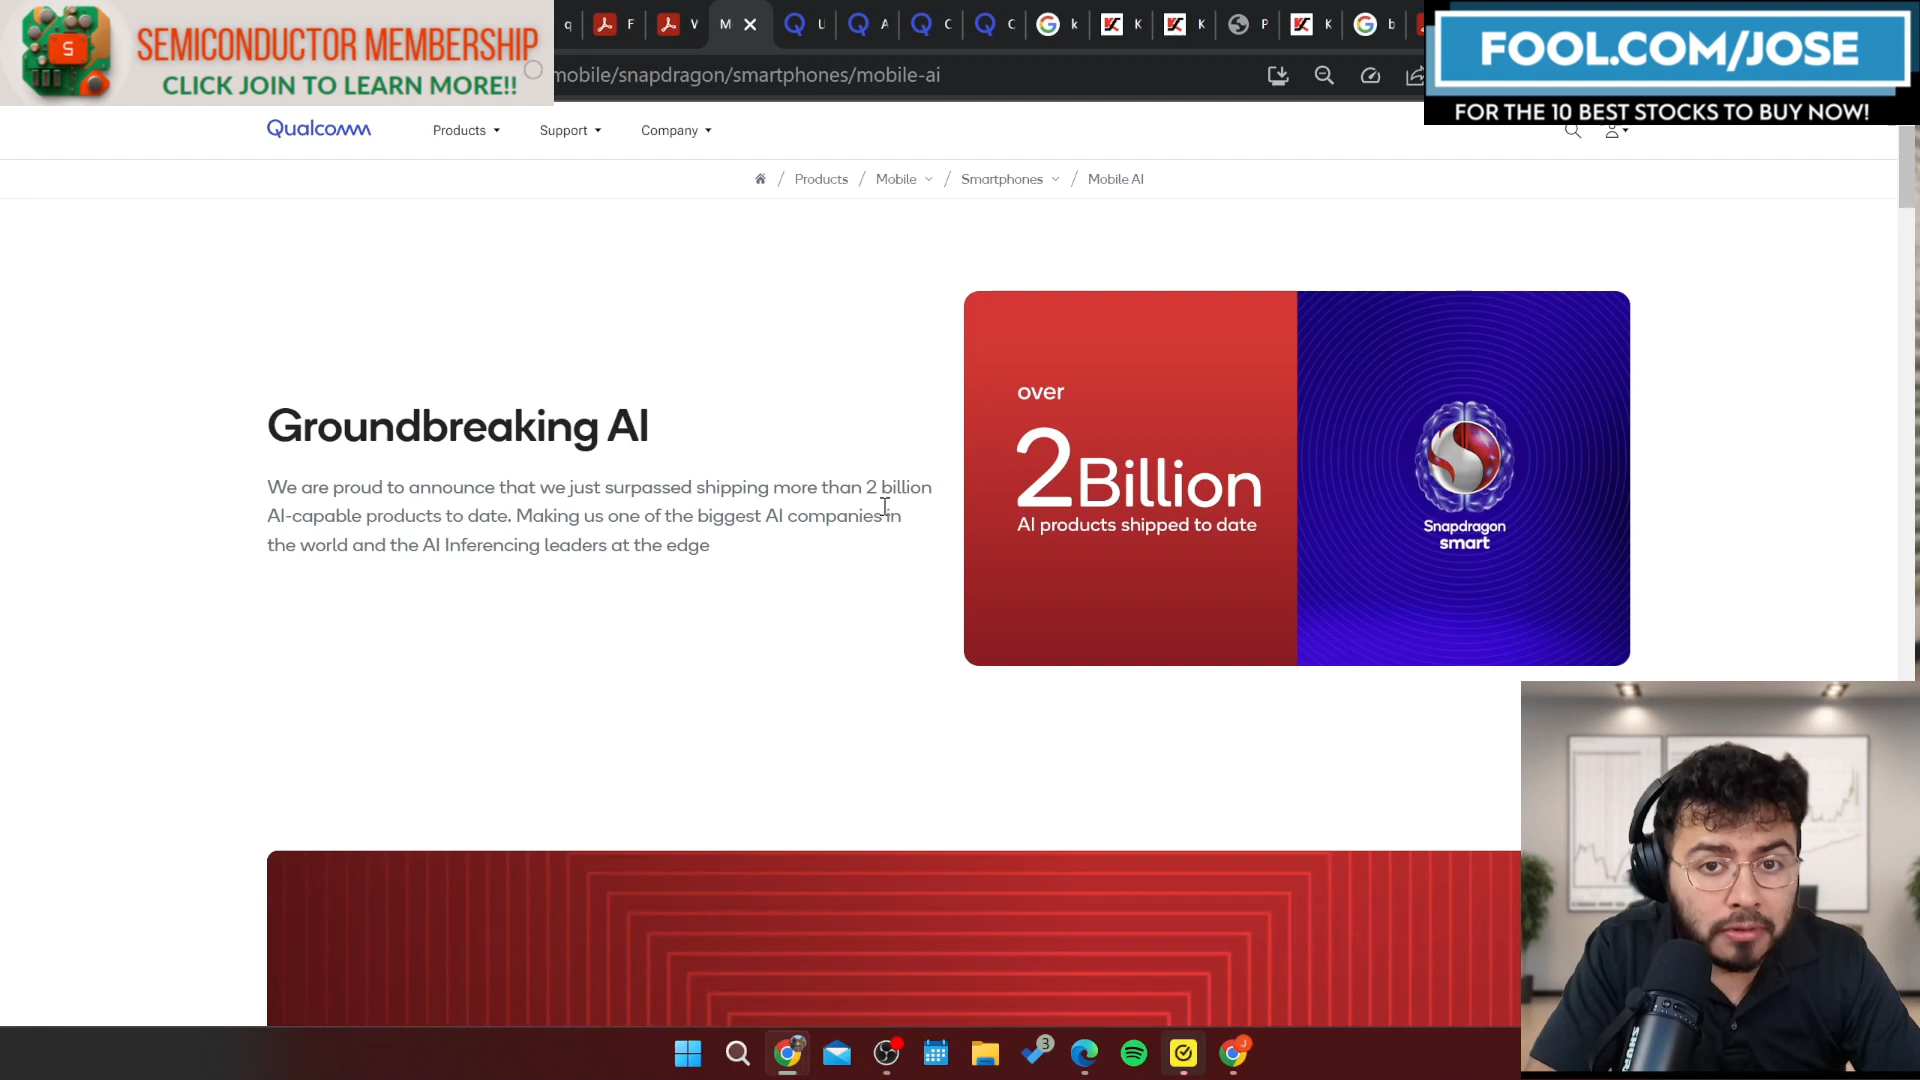 SEMICONDUCTOR MEMBERSHIP
CLICK JOIN TO LEARN MORE!!
S
q
F
V
M
U
A
C
C
k
K
K
P
K
b
FOOL.COM/JOSE
FOR THE 10 BEST STOCKS TO BUY NOW!
mobile/snapdragon/smartphones/mobile-ai
Qualcomm
Products
Support
Company
/ Products / Mobile / Smartphones / Mobile AI
Groundbreaking AI
We are proud to announce that we just surpassed shipping more than 2 billion
AI-capable products to date. Making us one of the biggest AI companies in
the world and the AI Inferencing leaders at the edge
over
2Billion
AI products shipped to date
Snapdragon
smart
3
J